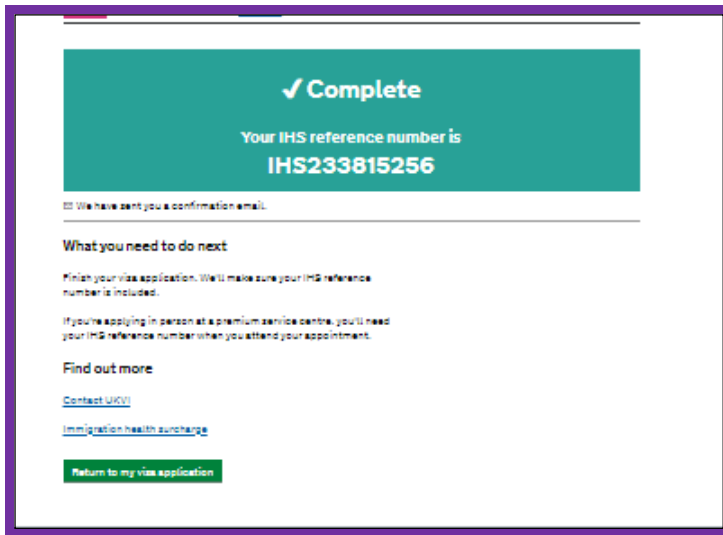 ✓ Complete
Your IHS reference number is
IHS233815256
We have sent you a confirmation email.
What you need to do next
Finish your visa application. We'll make sure your IHS reference
number is included.
If you're applying in person at a premium service centre, you'll need
your IHS reference number when you attend your appointment.
Find out more
Contact UKVI
Immigration health surcharge
Return to my visa application